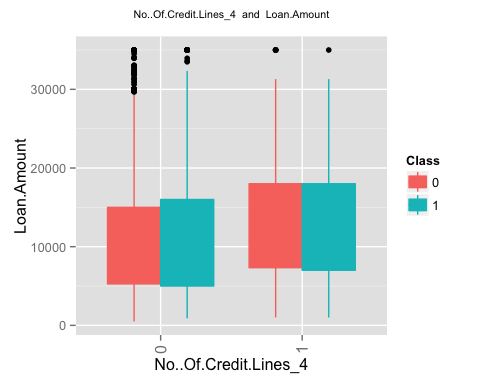 No..Of.Credit.Lines_4 and Loan.Amount
Loan.Amount
30000
20000
10000
0
0
1
No..Of.Credit.Lines_4
Class
0
1